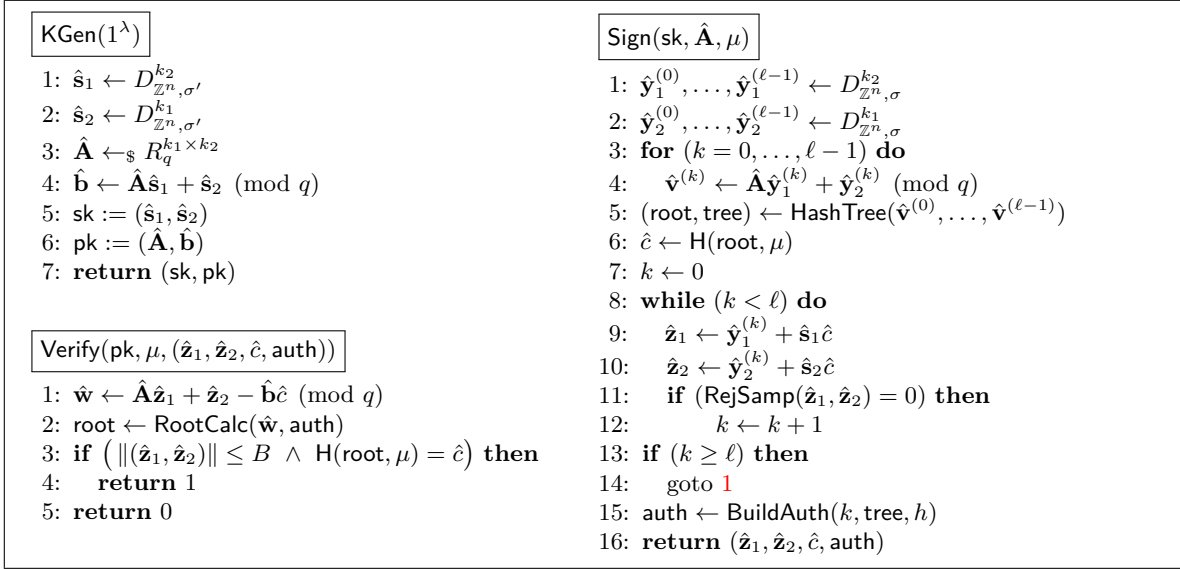 KGen(1^λ)
1: ŝ₁ ← D^{k₂}_{ℤⁿ,σ′}
2: ŝ₂ ← D^{k₁}_{ℤⁿ,σ′}
3: Â ←$ R_q^{k₁×k₂}
4: b̂ ← Âŝ₁ + ŝ₂ (mod q)
5: sk := (ŝ₁, ŝ₂)
6: pk := (Â, b̂)
7: return (sk, pk)
Verify(pk, μ, (ẑ₁, ẑ₂, ĉ, auth))
1: ŵ ← Âẑ₁ + ẑ₂ − b̂ĉ (mod q)
2: root ← RootCalc(ŵ, auth)
3: if (‖(ẑ₁, ẑ₂)‖ ≤ B ∧ H(root, μ) = ĉ) then
4: return 1
5: return 0
Sign(sk, Â, μ)
1: ŷ₁^{(0)}, …, ŷ₁^{(ℓ−1)} ← D^{k₂}_{ℤⁿ,σ}
2: ŷ₂^{(0)}, …, ŷ₂^{(ℓ−1)} ← D^{k₁}_{ℤⁿ,σ}
3: for (k = 0, …, ℓ − 1) do
4: v̂^{(k)} ← Âŷ₁^{(k)} + ŷ₂^{(k)} (mod q)
5: (root, tree) ← HashTree(v̂^{(0)}, …, v̂^{(ℓ−1)})
6: ĉ ← H(root, μ)
7: k ← 0
8: while (k < ℓ) do
9: ẑ₁ ← ŷ₁^{(k)} + ŝ₁ĉ
10: ẑ₂ ← ŷ₂^{(k)} + ŝ₂ĉ
11: if (RejSamp(ẑ₁, ẑ₂) = 0) then
12: k ← k + 1
13: if (k ≥ ℓ) then
14: goto 1
15: auth ← BuildAuth(k, tree, h)
16: return (ẑ₁, ẑ₂, ĉ, auth)